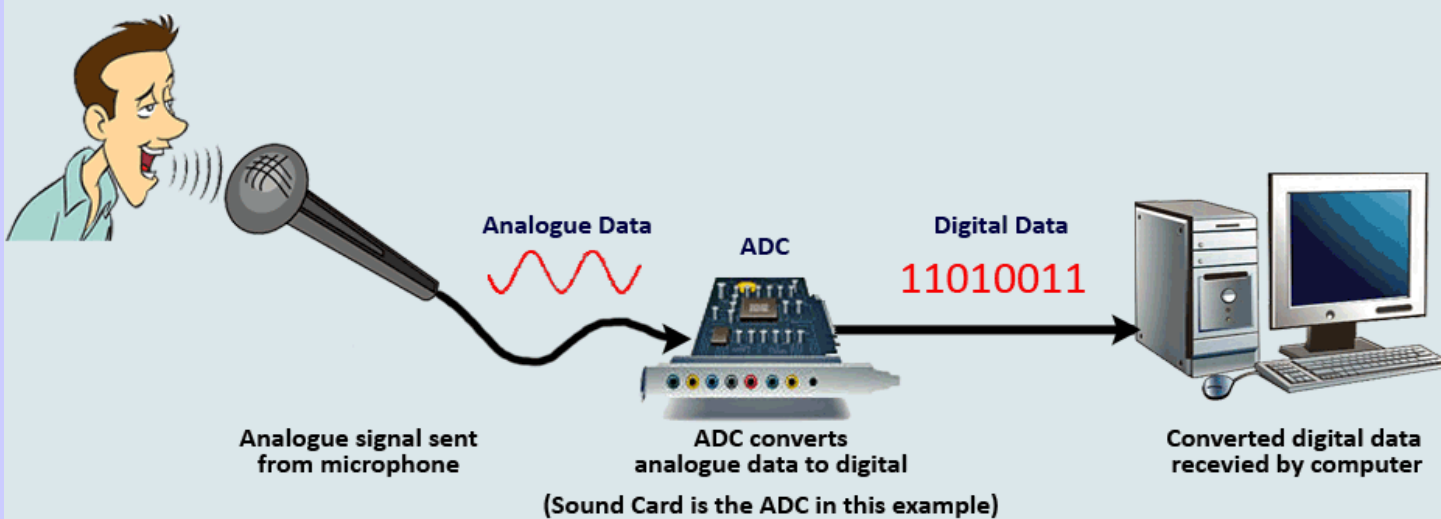 Analogue Data
ADC
Digital Data
11010011
Analogue signal sent
from microphone
ADC converts
analogue data to digital
(Sound Card is the ADC in this example)
Converted digital data
recevied by computer